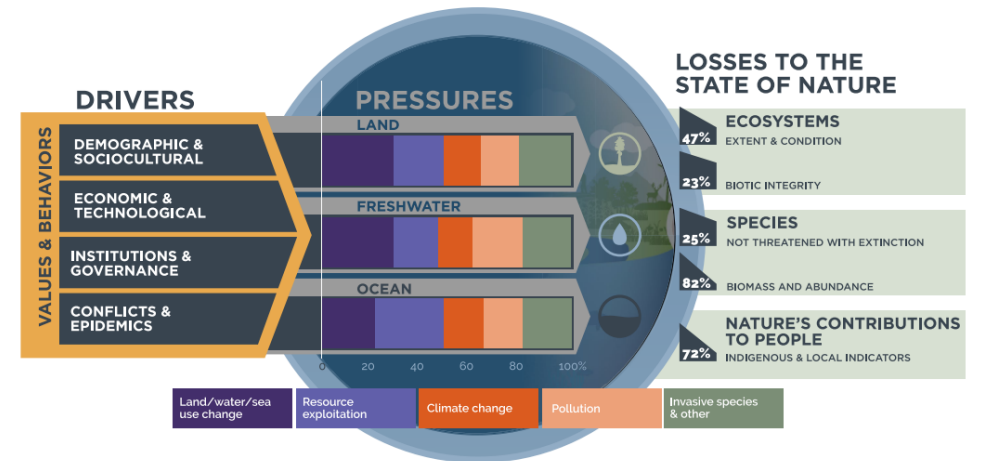 DRIVERS
VALUES & BEHAVIORS
DEMOGRAPHIC &
SOCIOCULTURAL
ECONOMIC &
TECHNOLOGICAL
INSTITUTIONS &
GOVERNANCE
CONFLICTS &
EPIDEMICS
PRESSURES
LAND
FRESHWATER
OCEAN
0 20 40 60 80 100%
LOSSES TO THE
STATE OF NATURE
ECOSYSTEMS
47% EXTENT & CONDITION
23% BIOTIC INTEGRITY
SPECIES
25% NOT THREATENED WITH EXTINCTION
82% BIOMASS AND ABUNDANCE
NATURE'S CONTRIBUTIONS
TO PEOPLE
72% INDIGENOUS & LOCAL INDICATORS
Land/water/sea
use change
Resource
exploitation
Climate change
Pollution
Invasive species
& other